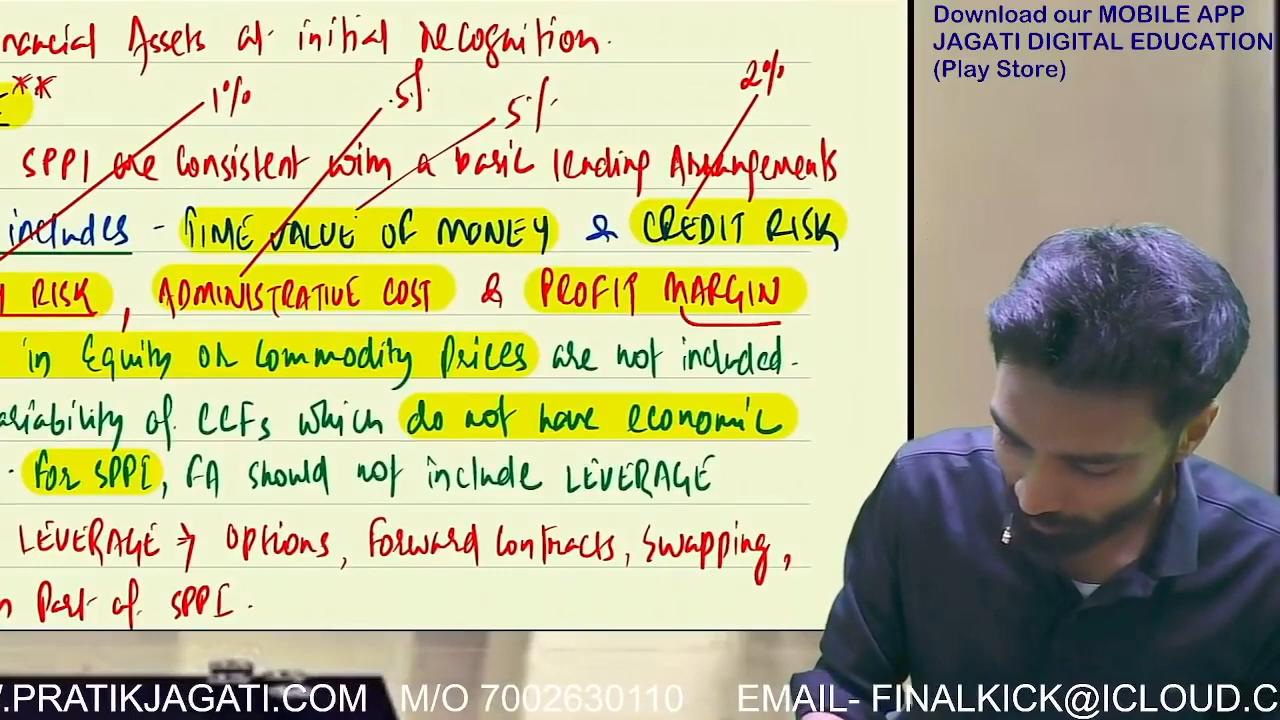 nancial Assets at initial recognition.
**
1% .5% 5% 2%
SPPI are Consistent with a basic lending Arrangements
includes - TIME VALUE OF MONEY & CREDIT RISK
Y RISK, ADMINISTRATIVE COST & PROFIT MARGIN
in Equity or Commodity Prices are not included.
ariability of CCFs which do not have economic
. for SPPI, FA should not include LEVERAGE
LEVERAGE → Options, Forward Contracts, Swapping,
Part of SPPI.
Download our MOBILE APP
JAGATI DIGITAL EDUCATION
(Play Store)
.PRATIKJAGATI.COM M/O 7002630110 EMAIL- FINALKICK@ICLOUD.C